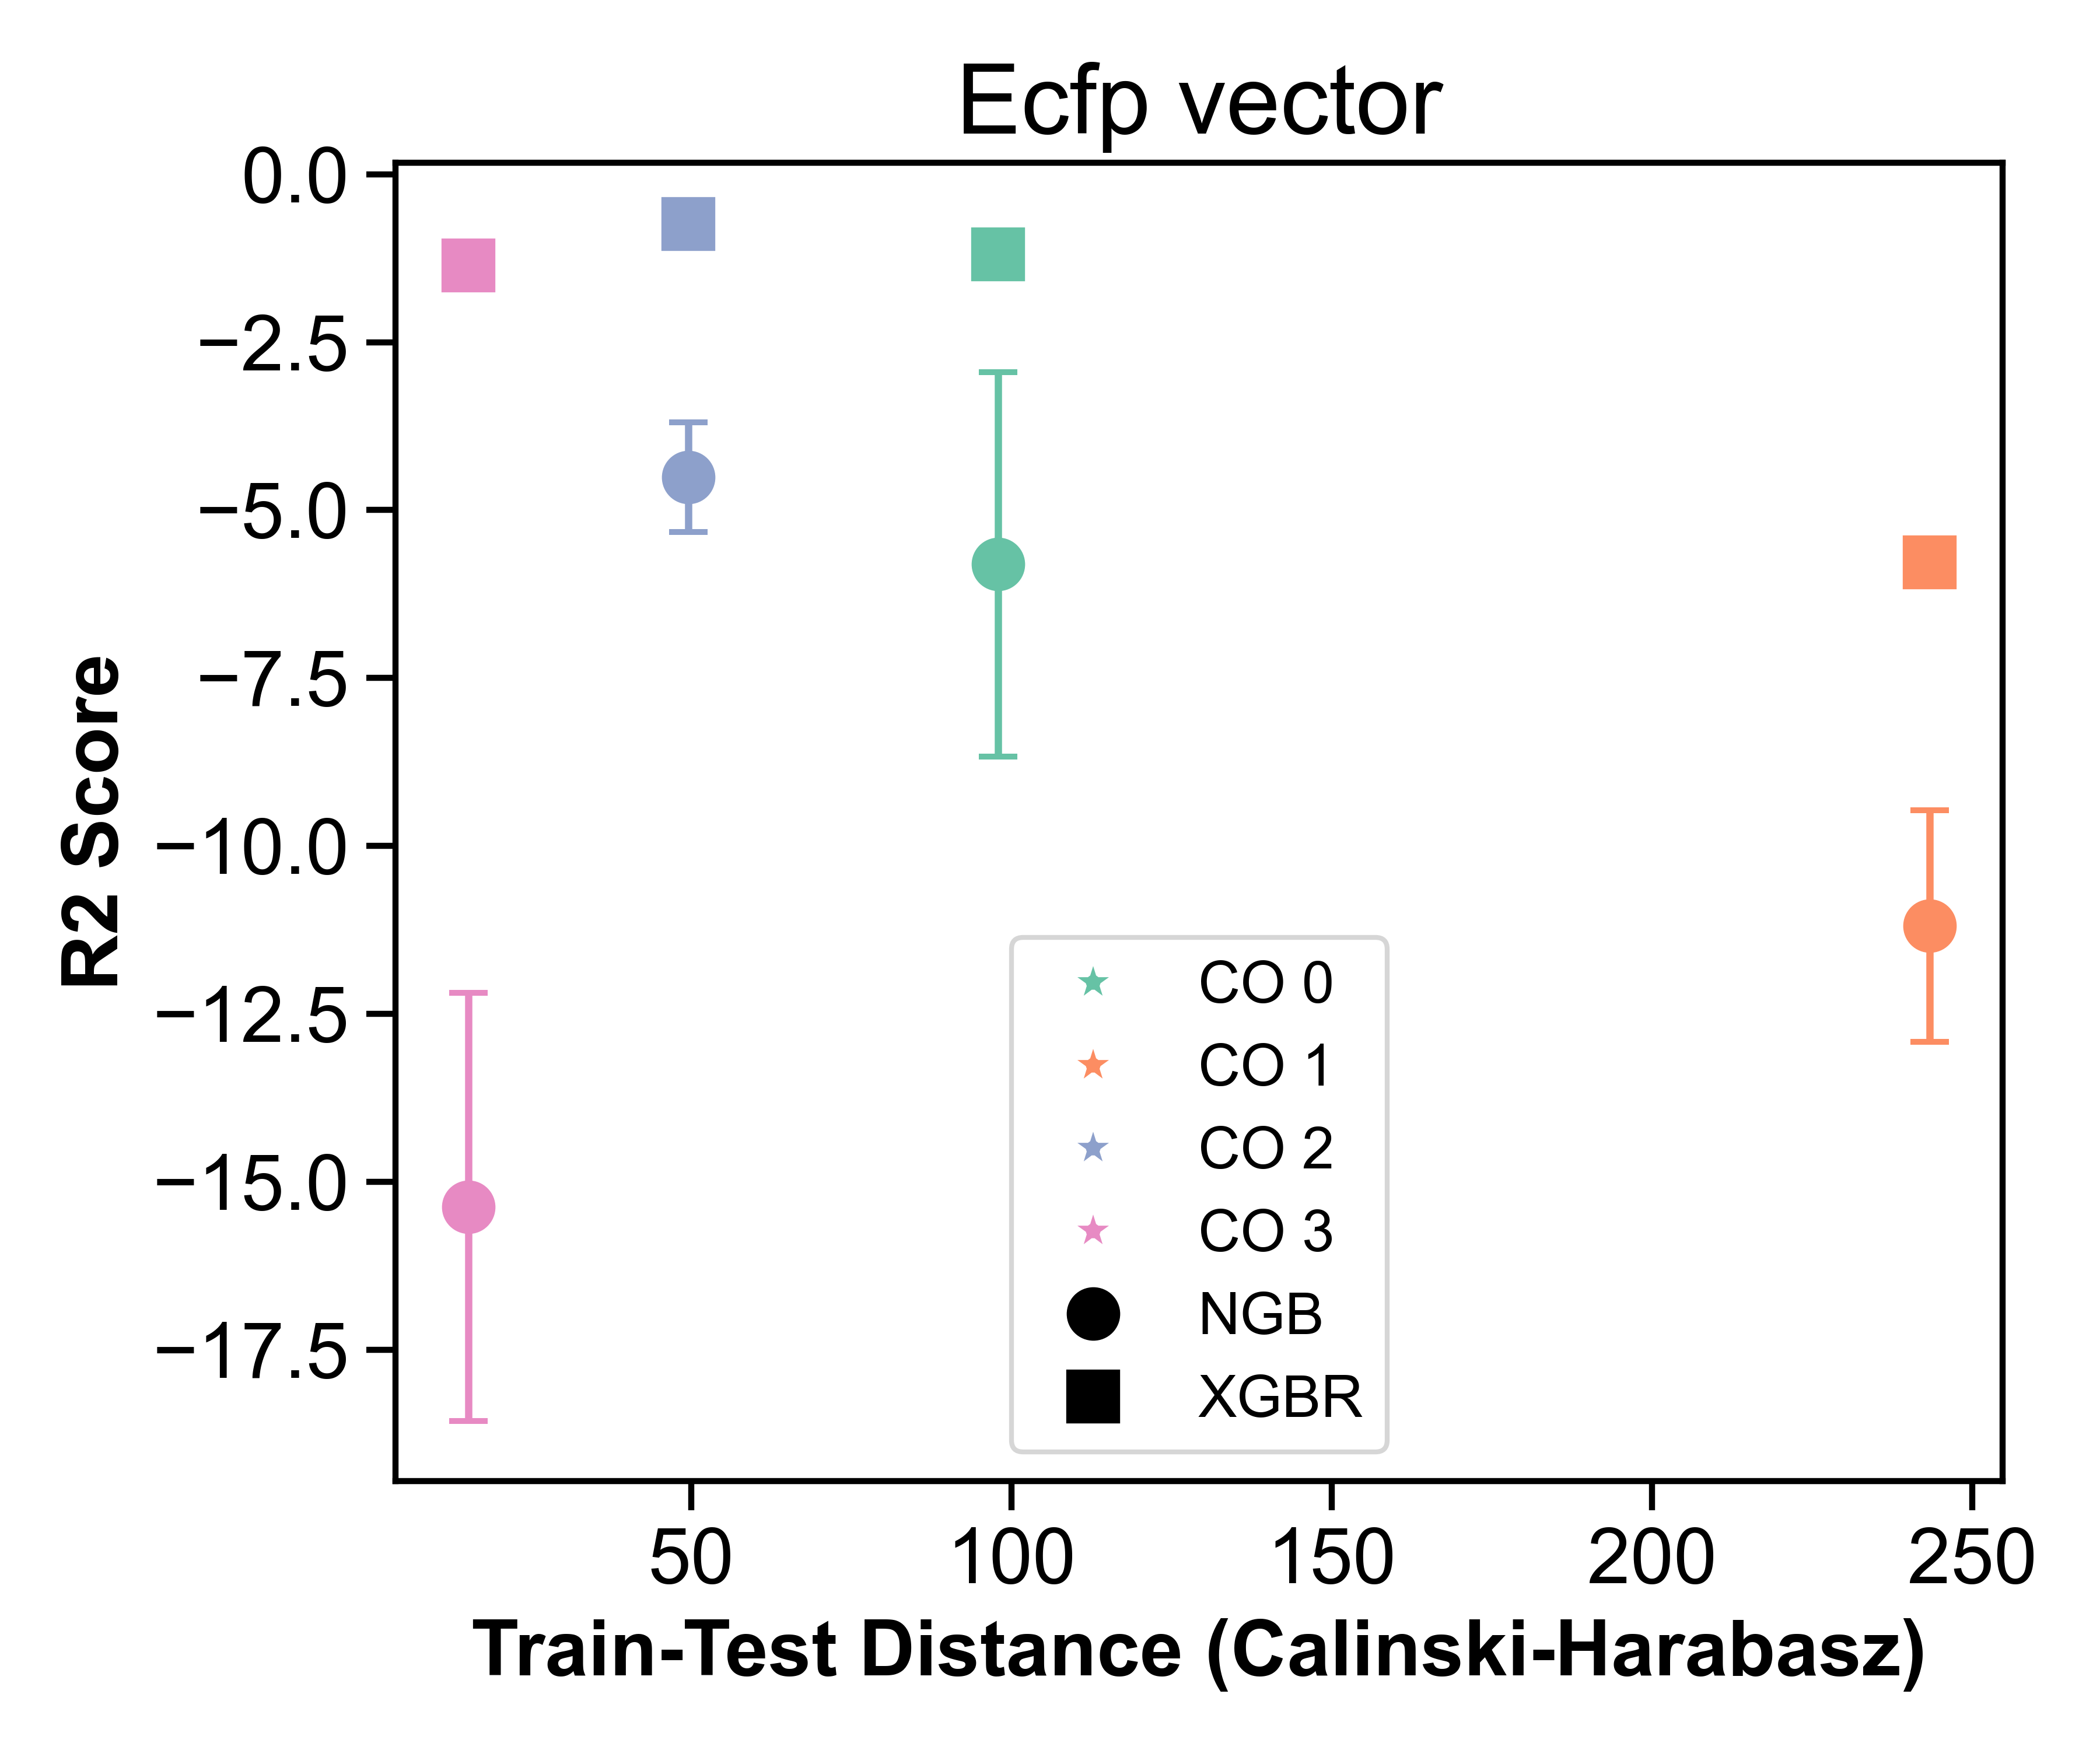 Ecfp vector
0.0
−2.5
−5.0
−7.5
−10.0
−12.5
−15.0
−17.5
R2 Score
CO 0
CO 1
CO 2
CO 3
NGB
XGBR
50 100 150 200 250
Train-Test Distance (Calinski-Harabasz)